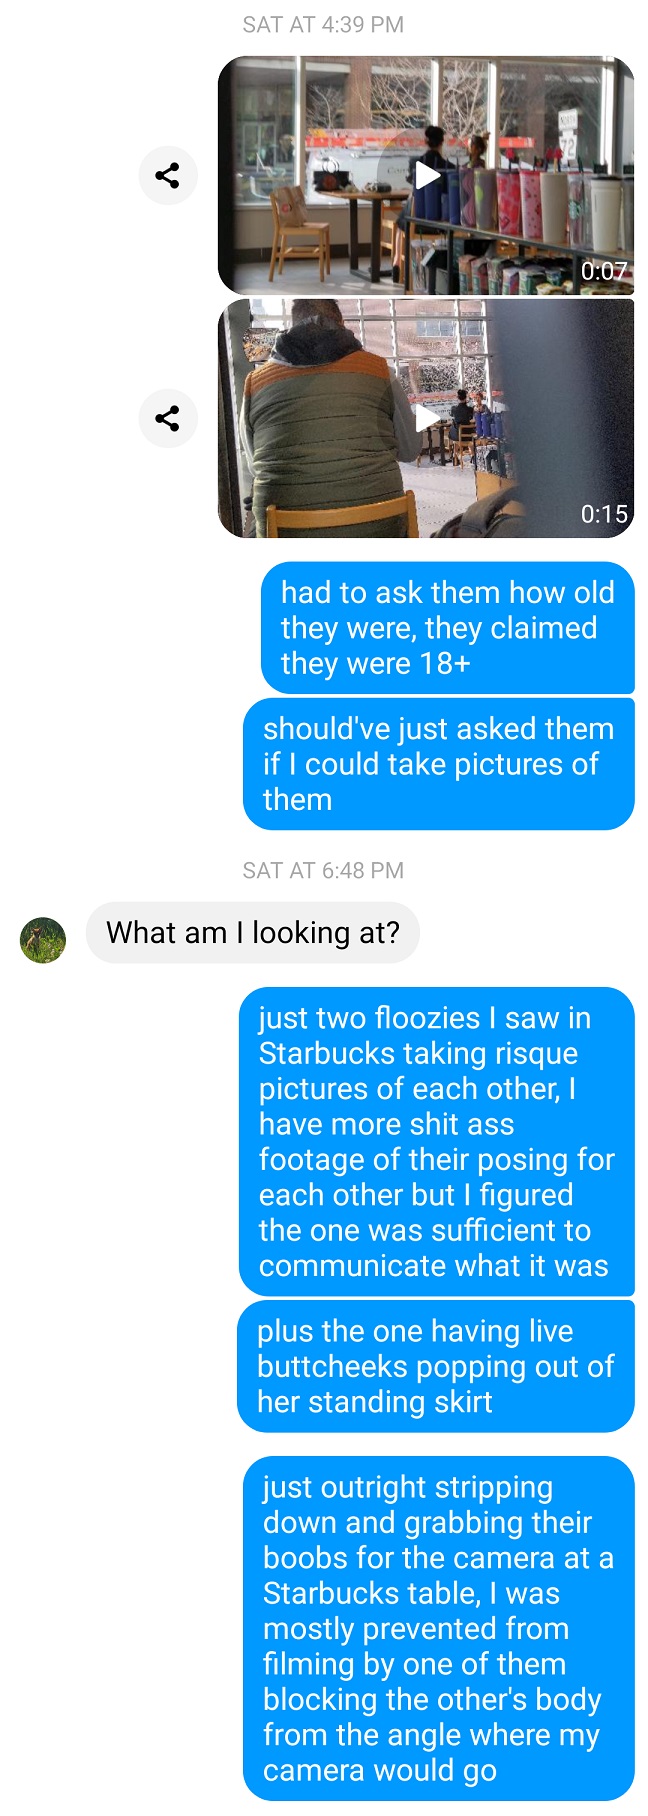 SAT AT 4:39 PM
0:07
0:15
had to ask them how old
they were, they claimed
they were 18+
should've just asked them
if I could take pictures of
them
SAT AT 6:48 PM
What am I looking at?
just two floozies I saw in
Starbucks taking risque
pictures of each other, I
have more shit ass
footage of their posing for
each other but I figured
the one was sufficient to
communicate what it was
plus the one having live
buttcheeks popping out of
her standing skirt
just outright stripping
down and grabbing their
boobs for the camera at a
Starbucks table, I was
mostly prevented from
filming by one of them
blocking the other's body
from the angle where my
camera would go